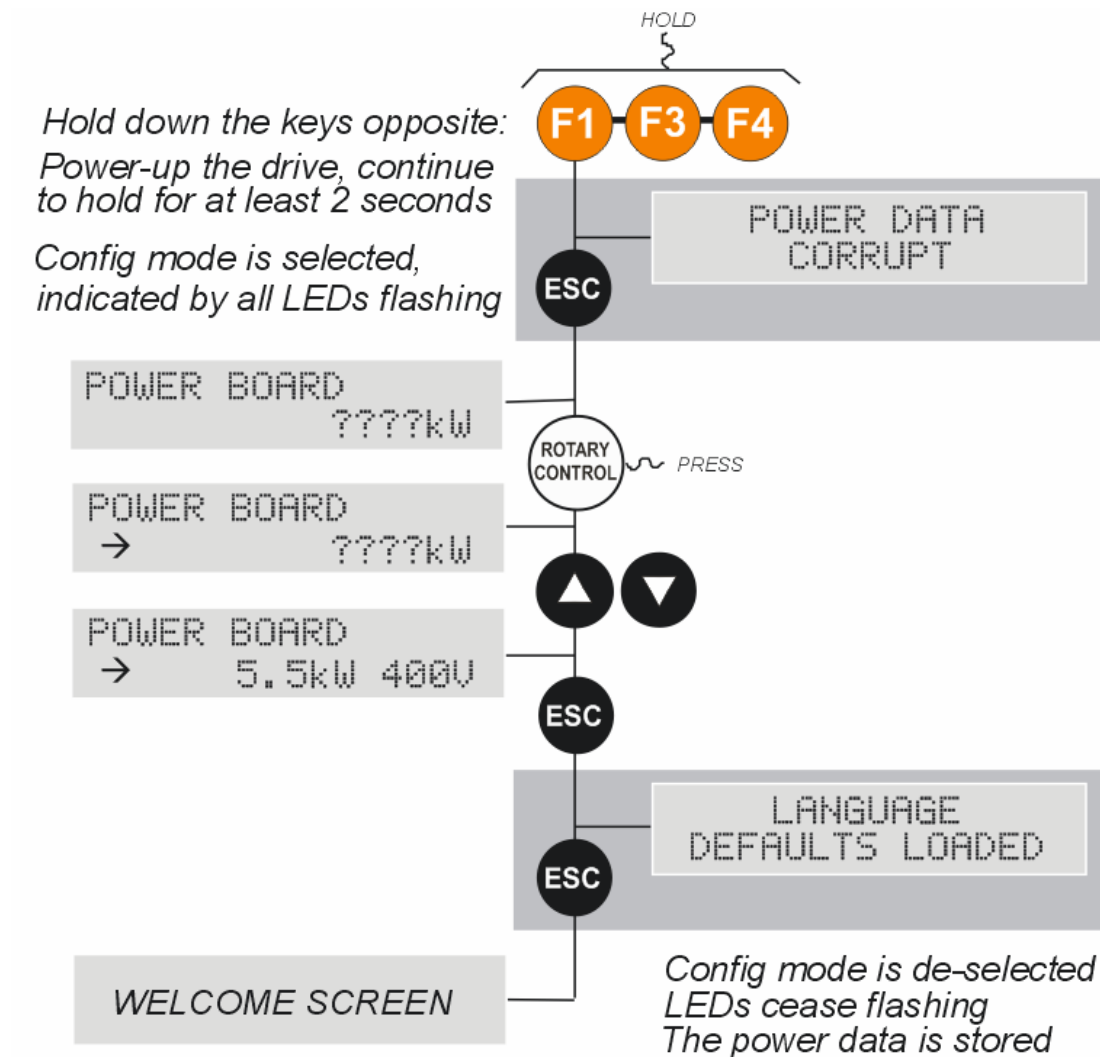 HOLD
Hold down the keys opposite:
F1 F3 F4
Power-up the drive, continue
to hold for at least 2 seconds
POWER DATA
CORRUPT
Config mode is selected,
indicated by all LEDs flashing
ESC
POWER BOARD
????kW
ROTARY
CONTROL
PRESS
POWER BOARD
→ ????kW
POWER BOARD
→ 5.5kW 400V
ESC
LANGUAGE
DEFAULTS LOADED
ESC
WELCOME SCREEN
Config mode is de-selected
LEDs cease flashing
The power data is stored